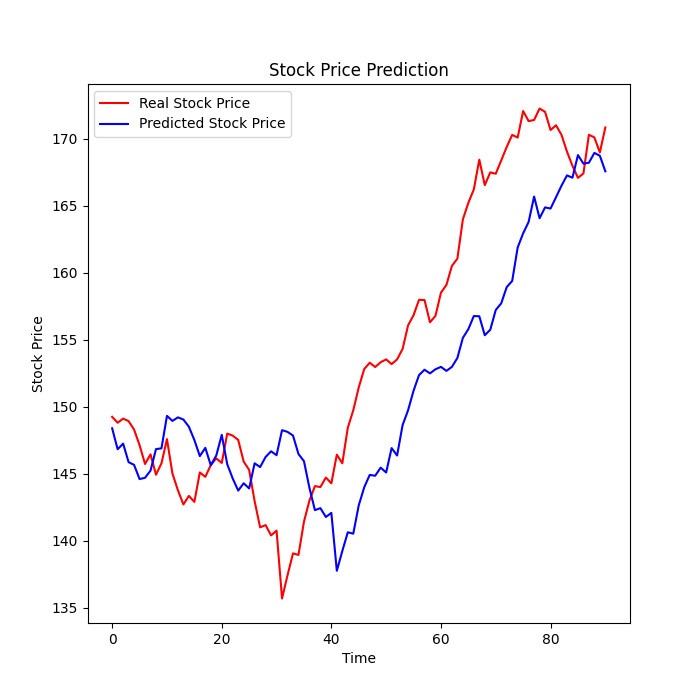 Stock Price Prediction
Real Stock Price
Predicted Stock Price
170
165
160
155
150
145
140
135
Stock Price
0 20 40 60 80
Time